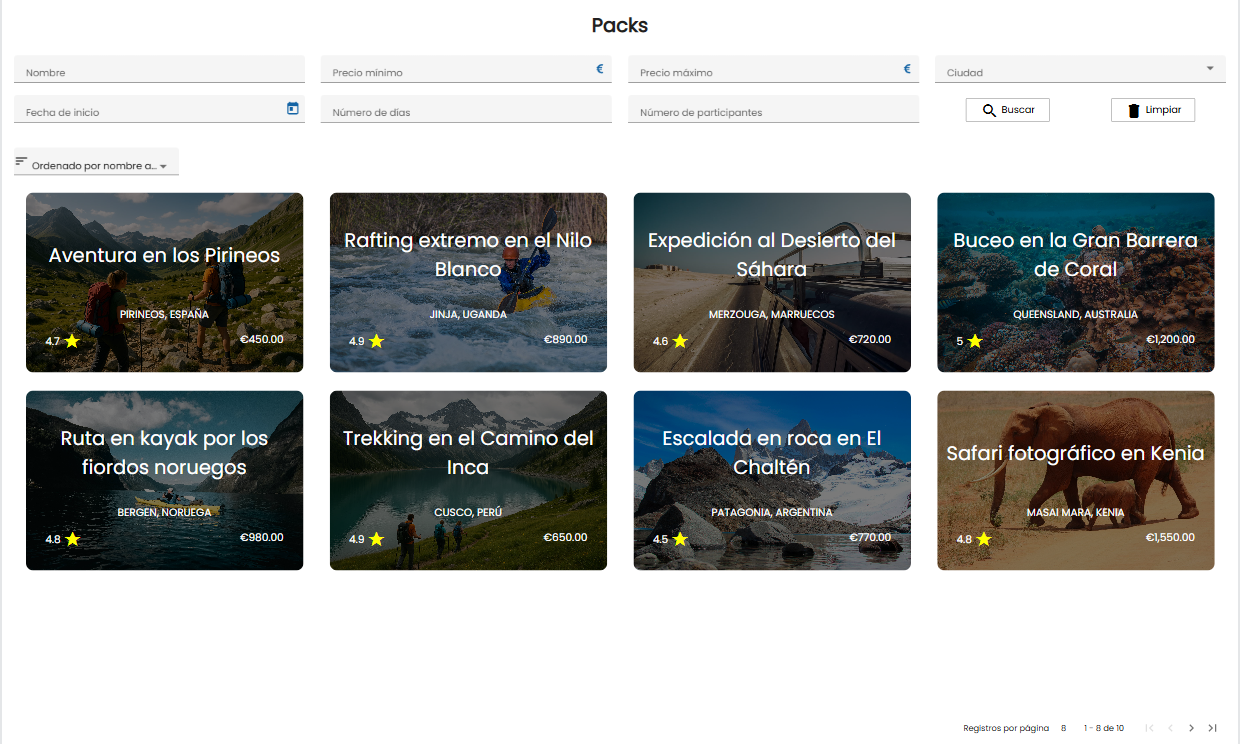 Packs
Nombre
Precio mínimo €
Precio máximo €
Ciudad
Fecha de inicio
Número de días
Número de participantes
Buscar
Limpiar
Ordenado por nombre a...
Aventura en los Pirineos
PIRINEOS, ESPAÑA
4.7
€450.00
Rafting extremo en el Nilo
Blanco
JINJA, UGANDA
4.9
€890.00
Expedición al Desierto del
Sáhara
MERZOUGA, MARRUECOS
4.6
€720.00
Buceo en la Gran Barrera
de Coral
QUEENSLAND, AUSTRALIA
5
€1,200.00
Ruta en kayak por los
fiordos noruegos
BERGEN, NORUEGA
4.8
€980.00
Trekking en el Camino del
Inca
CUSCO, PERÚ
4.9
€650.00
Escalada en roca en El
Chaltén
PATAGONIA, ARGENTINA
4.5
€770.00
Safari fotográfico en Kenia
MASAI MARA, KENIA
4.8
€1,550.00
Registros por página 8 1 - 8 de 10